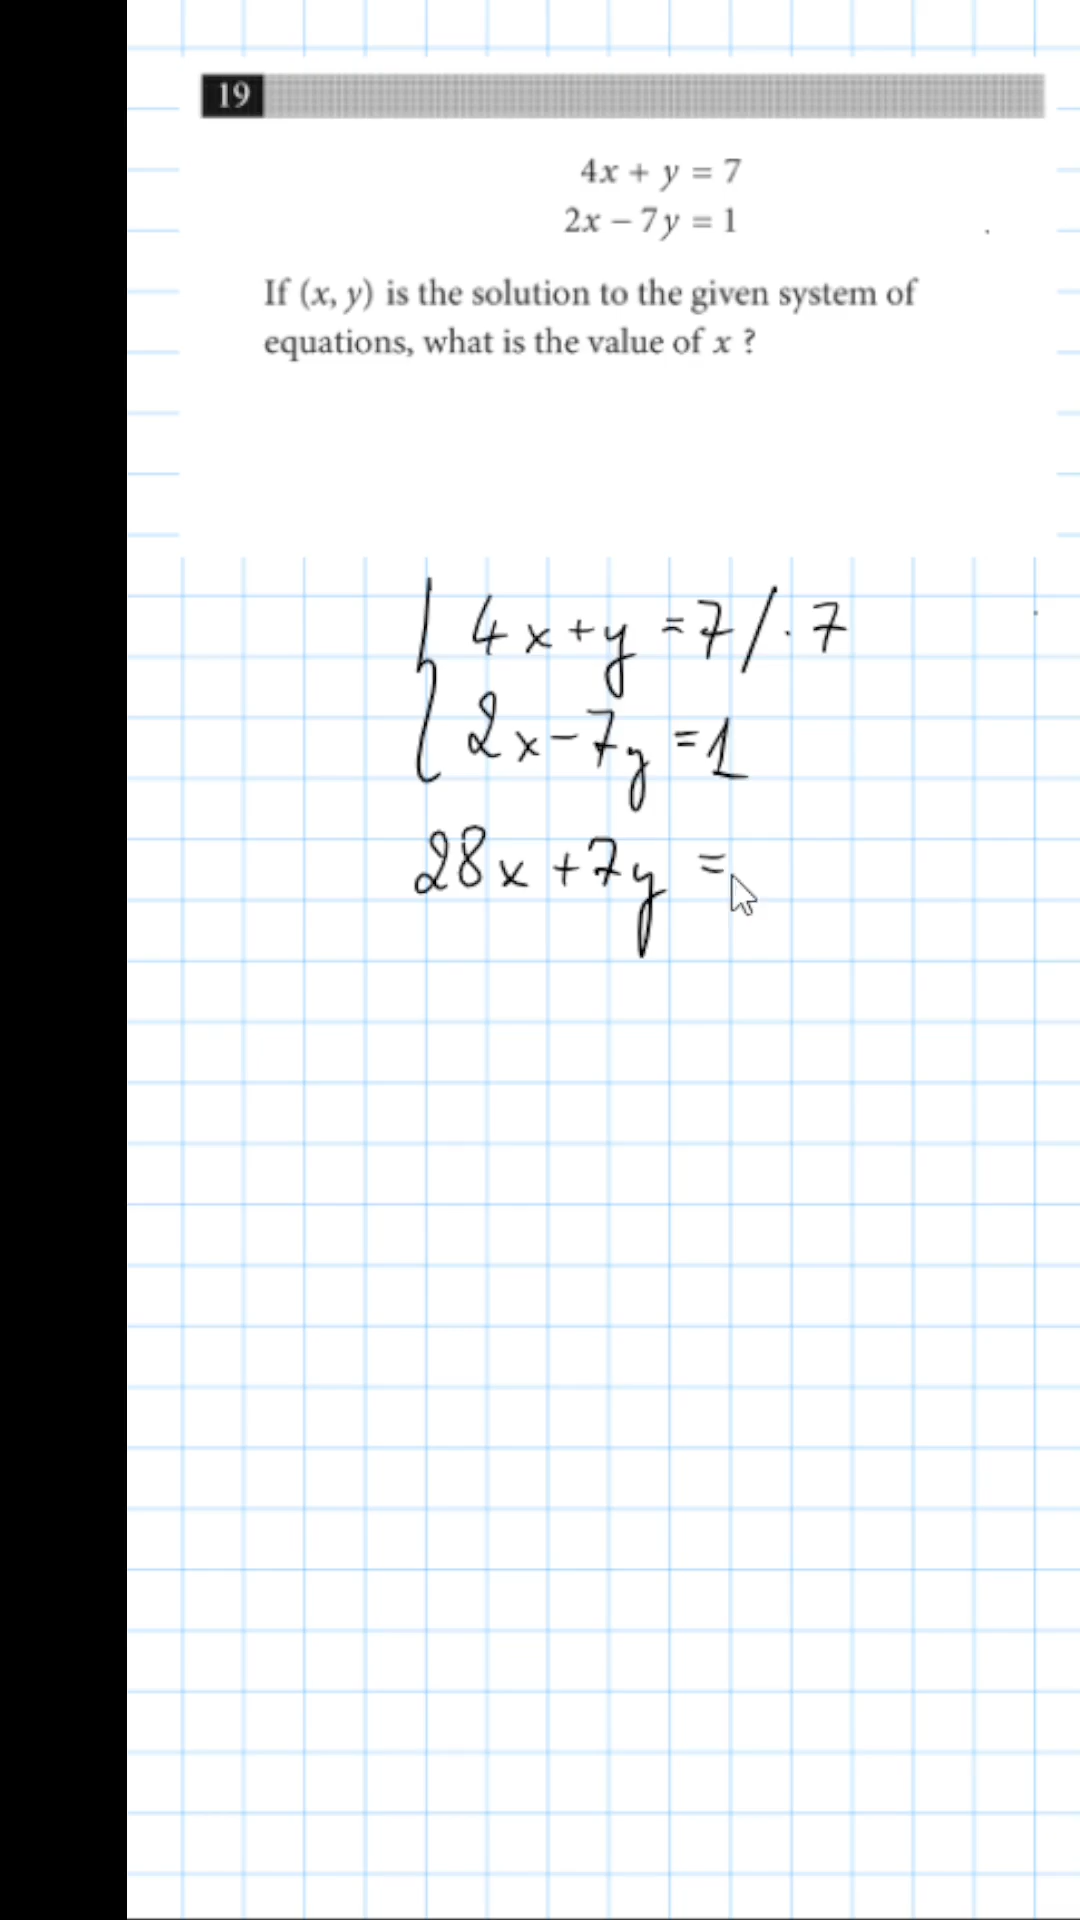 19
4x + y = 7
2x – 7y = 1
If (x, y) is the solution to the given system of
equations, what is the value of x ?
4x+y =7/·7
2x-7y =1
28x +7y =